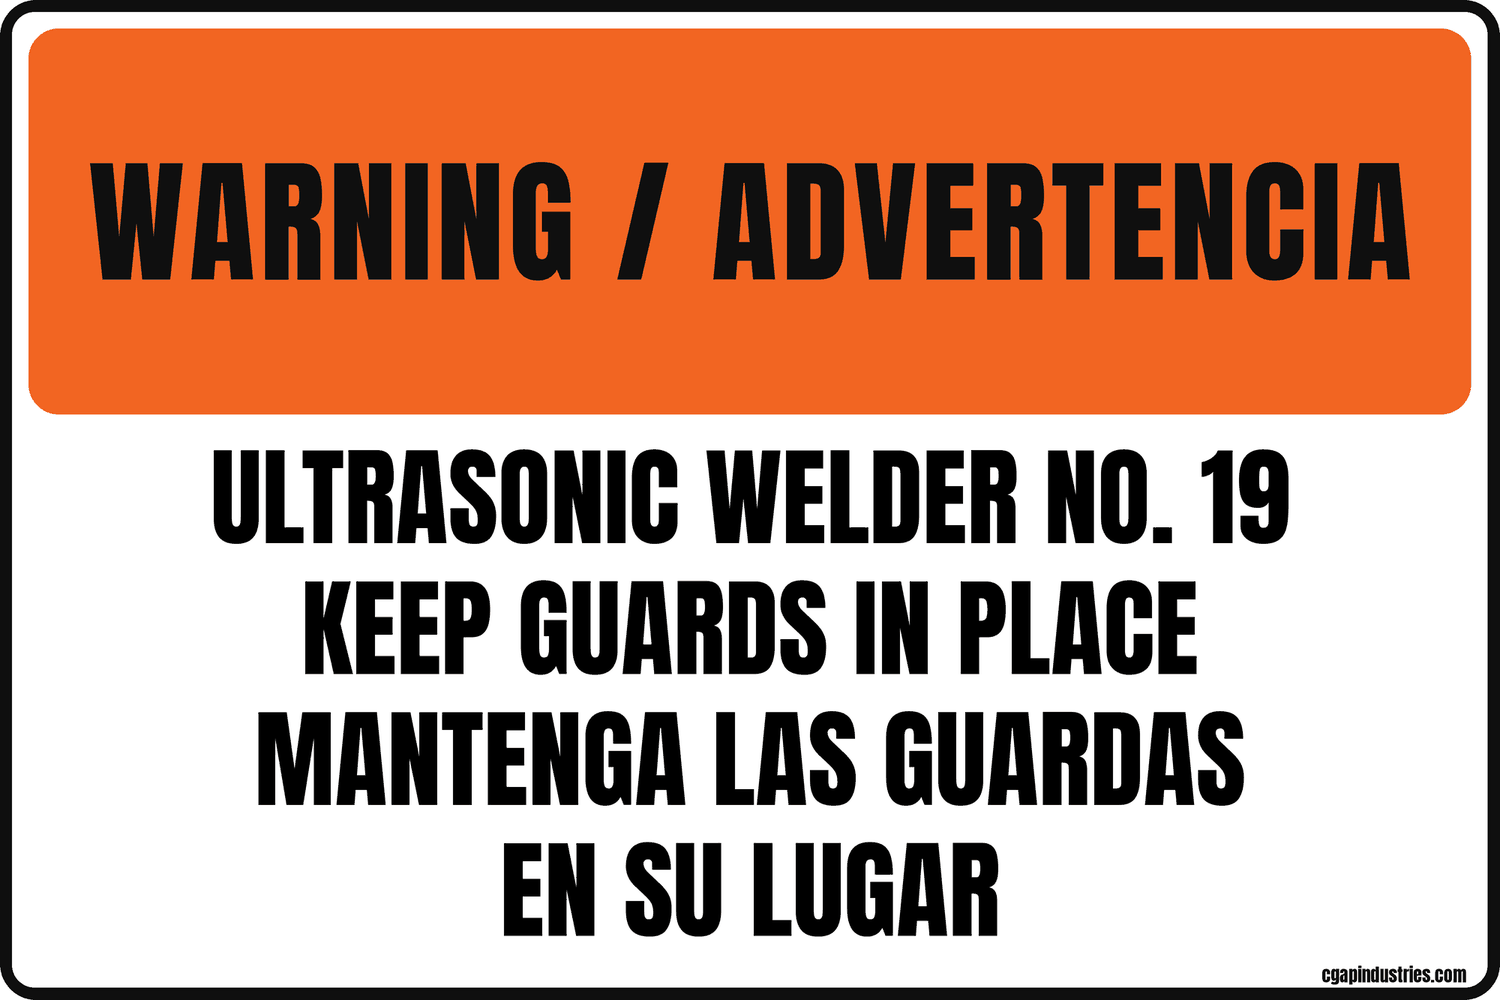 WARNING / ADVERTENCIA
ULTRASONIC WELDER NO. 19
KEEP GUARDS IN PLACE
MANTENGA LAS GUARDAS
EN SU LUGAR
cgapindustries.com